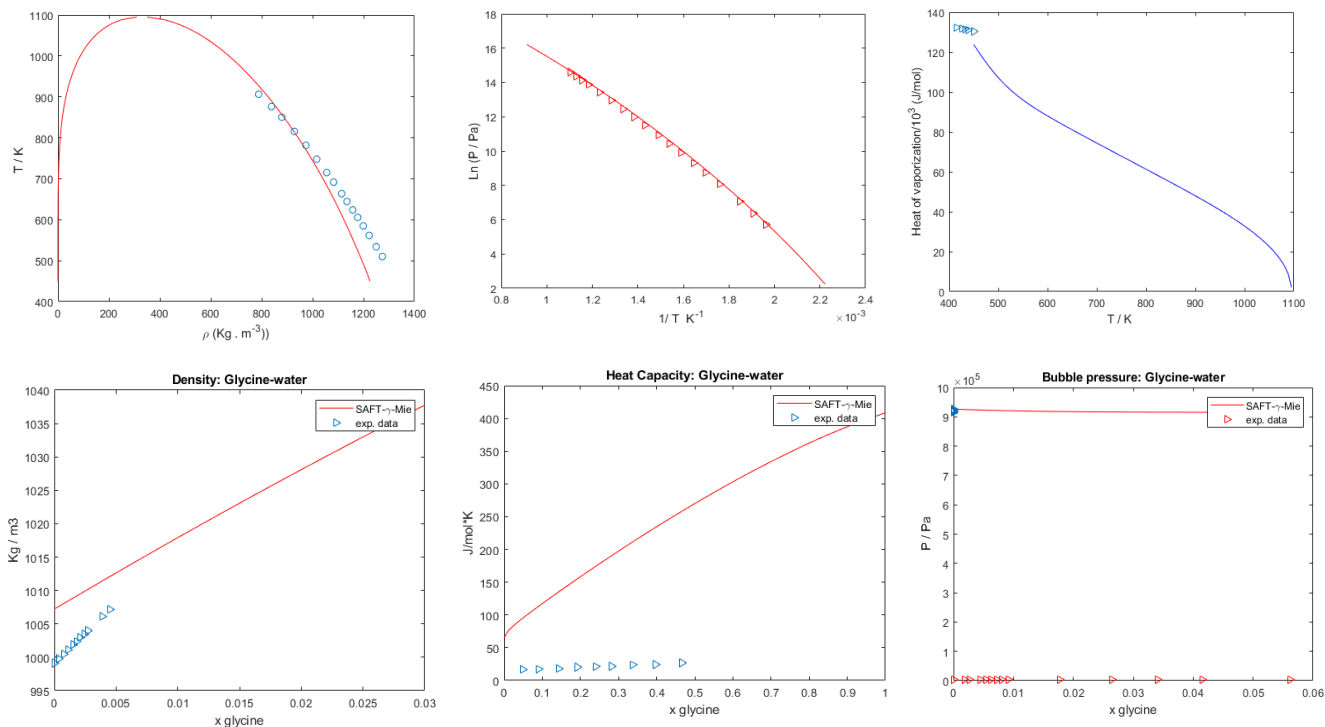 1100
1000
900
800
700
600
500
400
T / K
0 200 400 600 800 1000 1200 1400
ρ (Kg . m⁻³))
18
16
14
12
10
8
6
4
2
Ln (P / Pa)
0.8 1 1.2 1.4 1.6 1.8 2 2.2 2.4
1/ T K⁻¹
×10⁻³
140
120
100
80
60
40
20
0
Heat of vaporization/10³ (J/mol)
400 500 600 700 800 900 1000 1100
T / K
Density: Glycine-water
1040
1035
1030
1025
1020
1015
1010
1005
1000
995
Kg / m3
SAFT-γ-Mie
exp. data
0 0.005 0.01 0.015 0.02 0.025 0.03
x glycine
Heat Capacity: Glycine-water
450
400
350
300
250
200
150
100
50
0
J/mol*K
SAFT-γ-Mie
exp. data
0 0.1 0.2 0.3 0.4 0.5 0.6 0.7 0.8 0.9 1
x glycine
Bubble pressure: Glycine-water
×10⁵
10
9
8
7
6
5
4
3
2
1
0
P / Pa
SAFT-γ-Mie
exp. data
0 0.01 0.02 0.03 0.04 0.05 0.06
x glycine